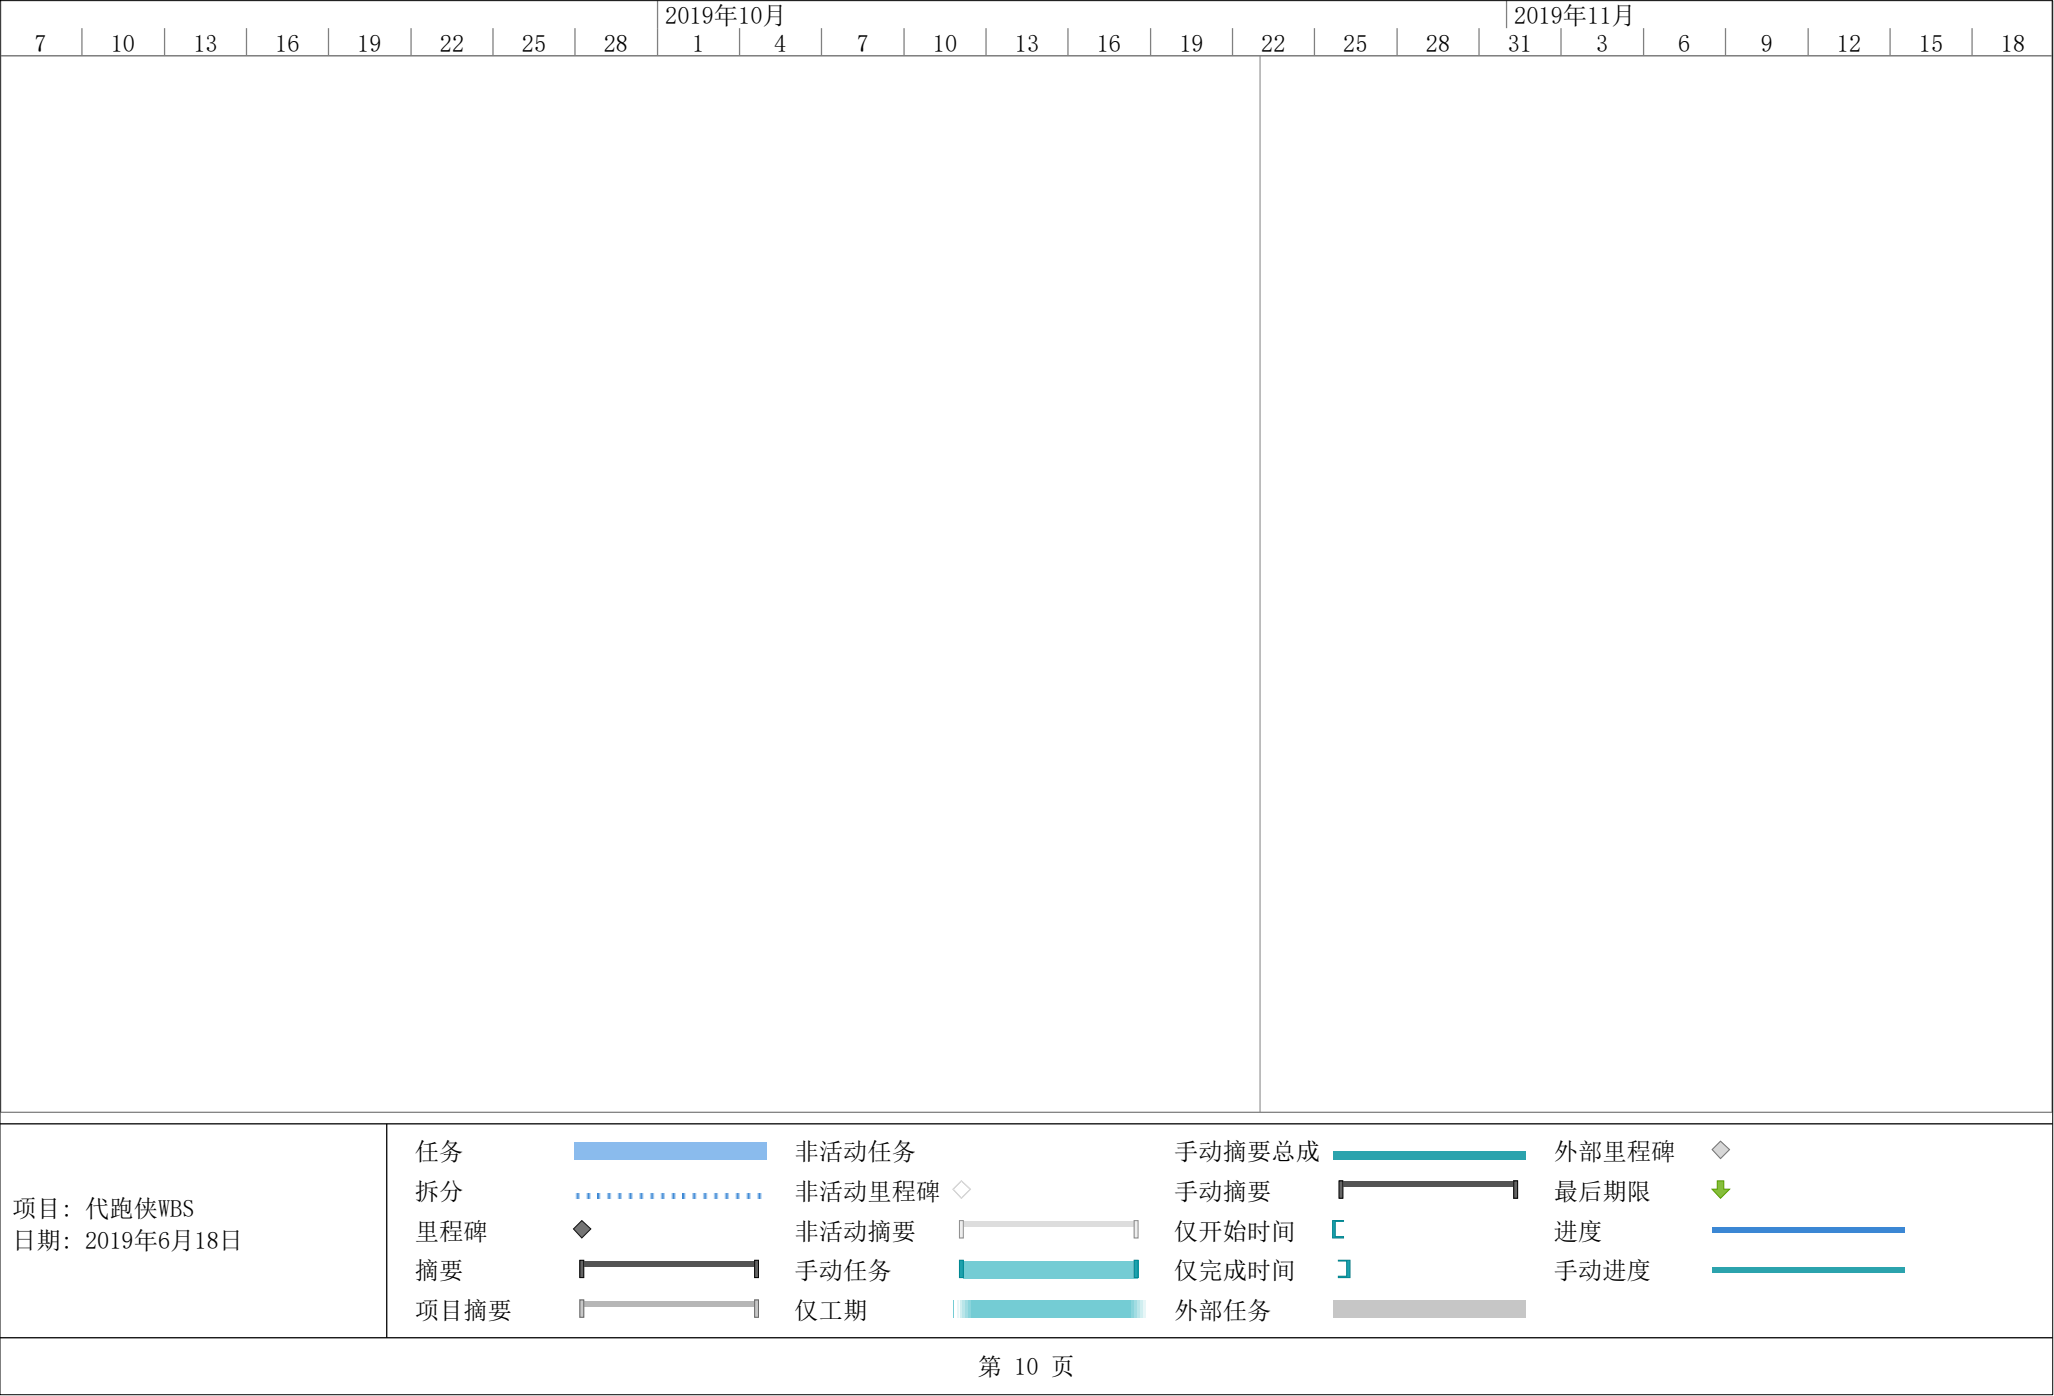 2019年10月 2019年11月
7 10 13 16 19 22 25 28 1 4 7 10 13 16 19 22 25 28 31 3 6 9 12 15 18
任务 非活动任务 手动摘要总成 外部里程碑
拆分 非活动里程碑 手动摘要 最后期限
项目: 代跑侠WBS
里程碑 非活动摘要 仅开始时间 进度
日期: 2019年6月18日
摘要 手动任务 仅完成时间 手动进度
项目摘要 仅工期 外部任务
第 10 页